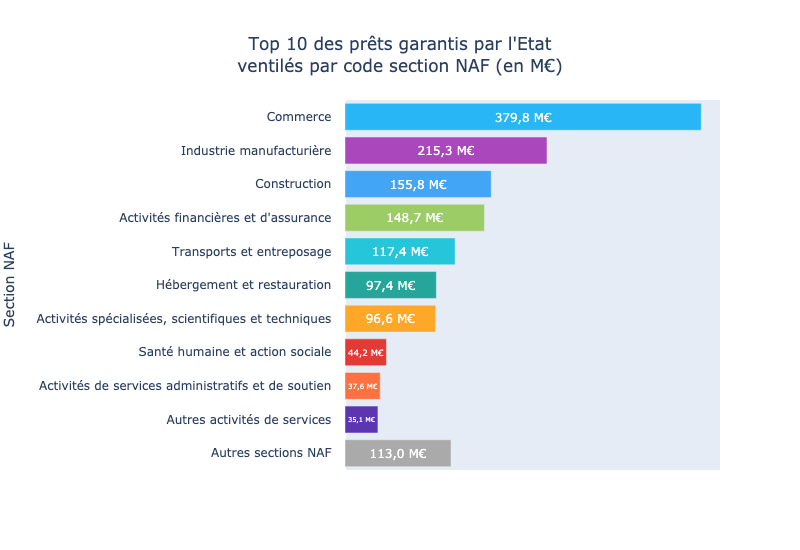 Top 10 des prêts garantis par l'Etat
ventilés par code section NAF (en M€)
Section NAF
Commerce 379,8 M€
Industrie manufacturière 215,3 M€
Construction 155,8 M€
Activités financières et d'assurance 148,7 M€
Transports et entreposage 117,4 M€
Hébergement et restauration 97,4 M€
Activités spécialisées, scientifiques et techniques 96,6 M€
Santé humaine et action sociale 44,2 M€
Activités de services administratifs et de soutien 37,6 M€
Autres activités de services 35,1 M€
Autres sections NAF 113,0 M€